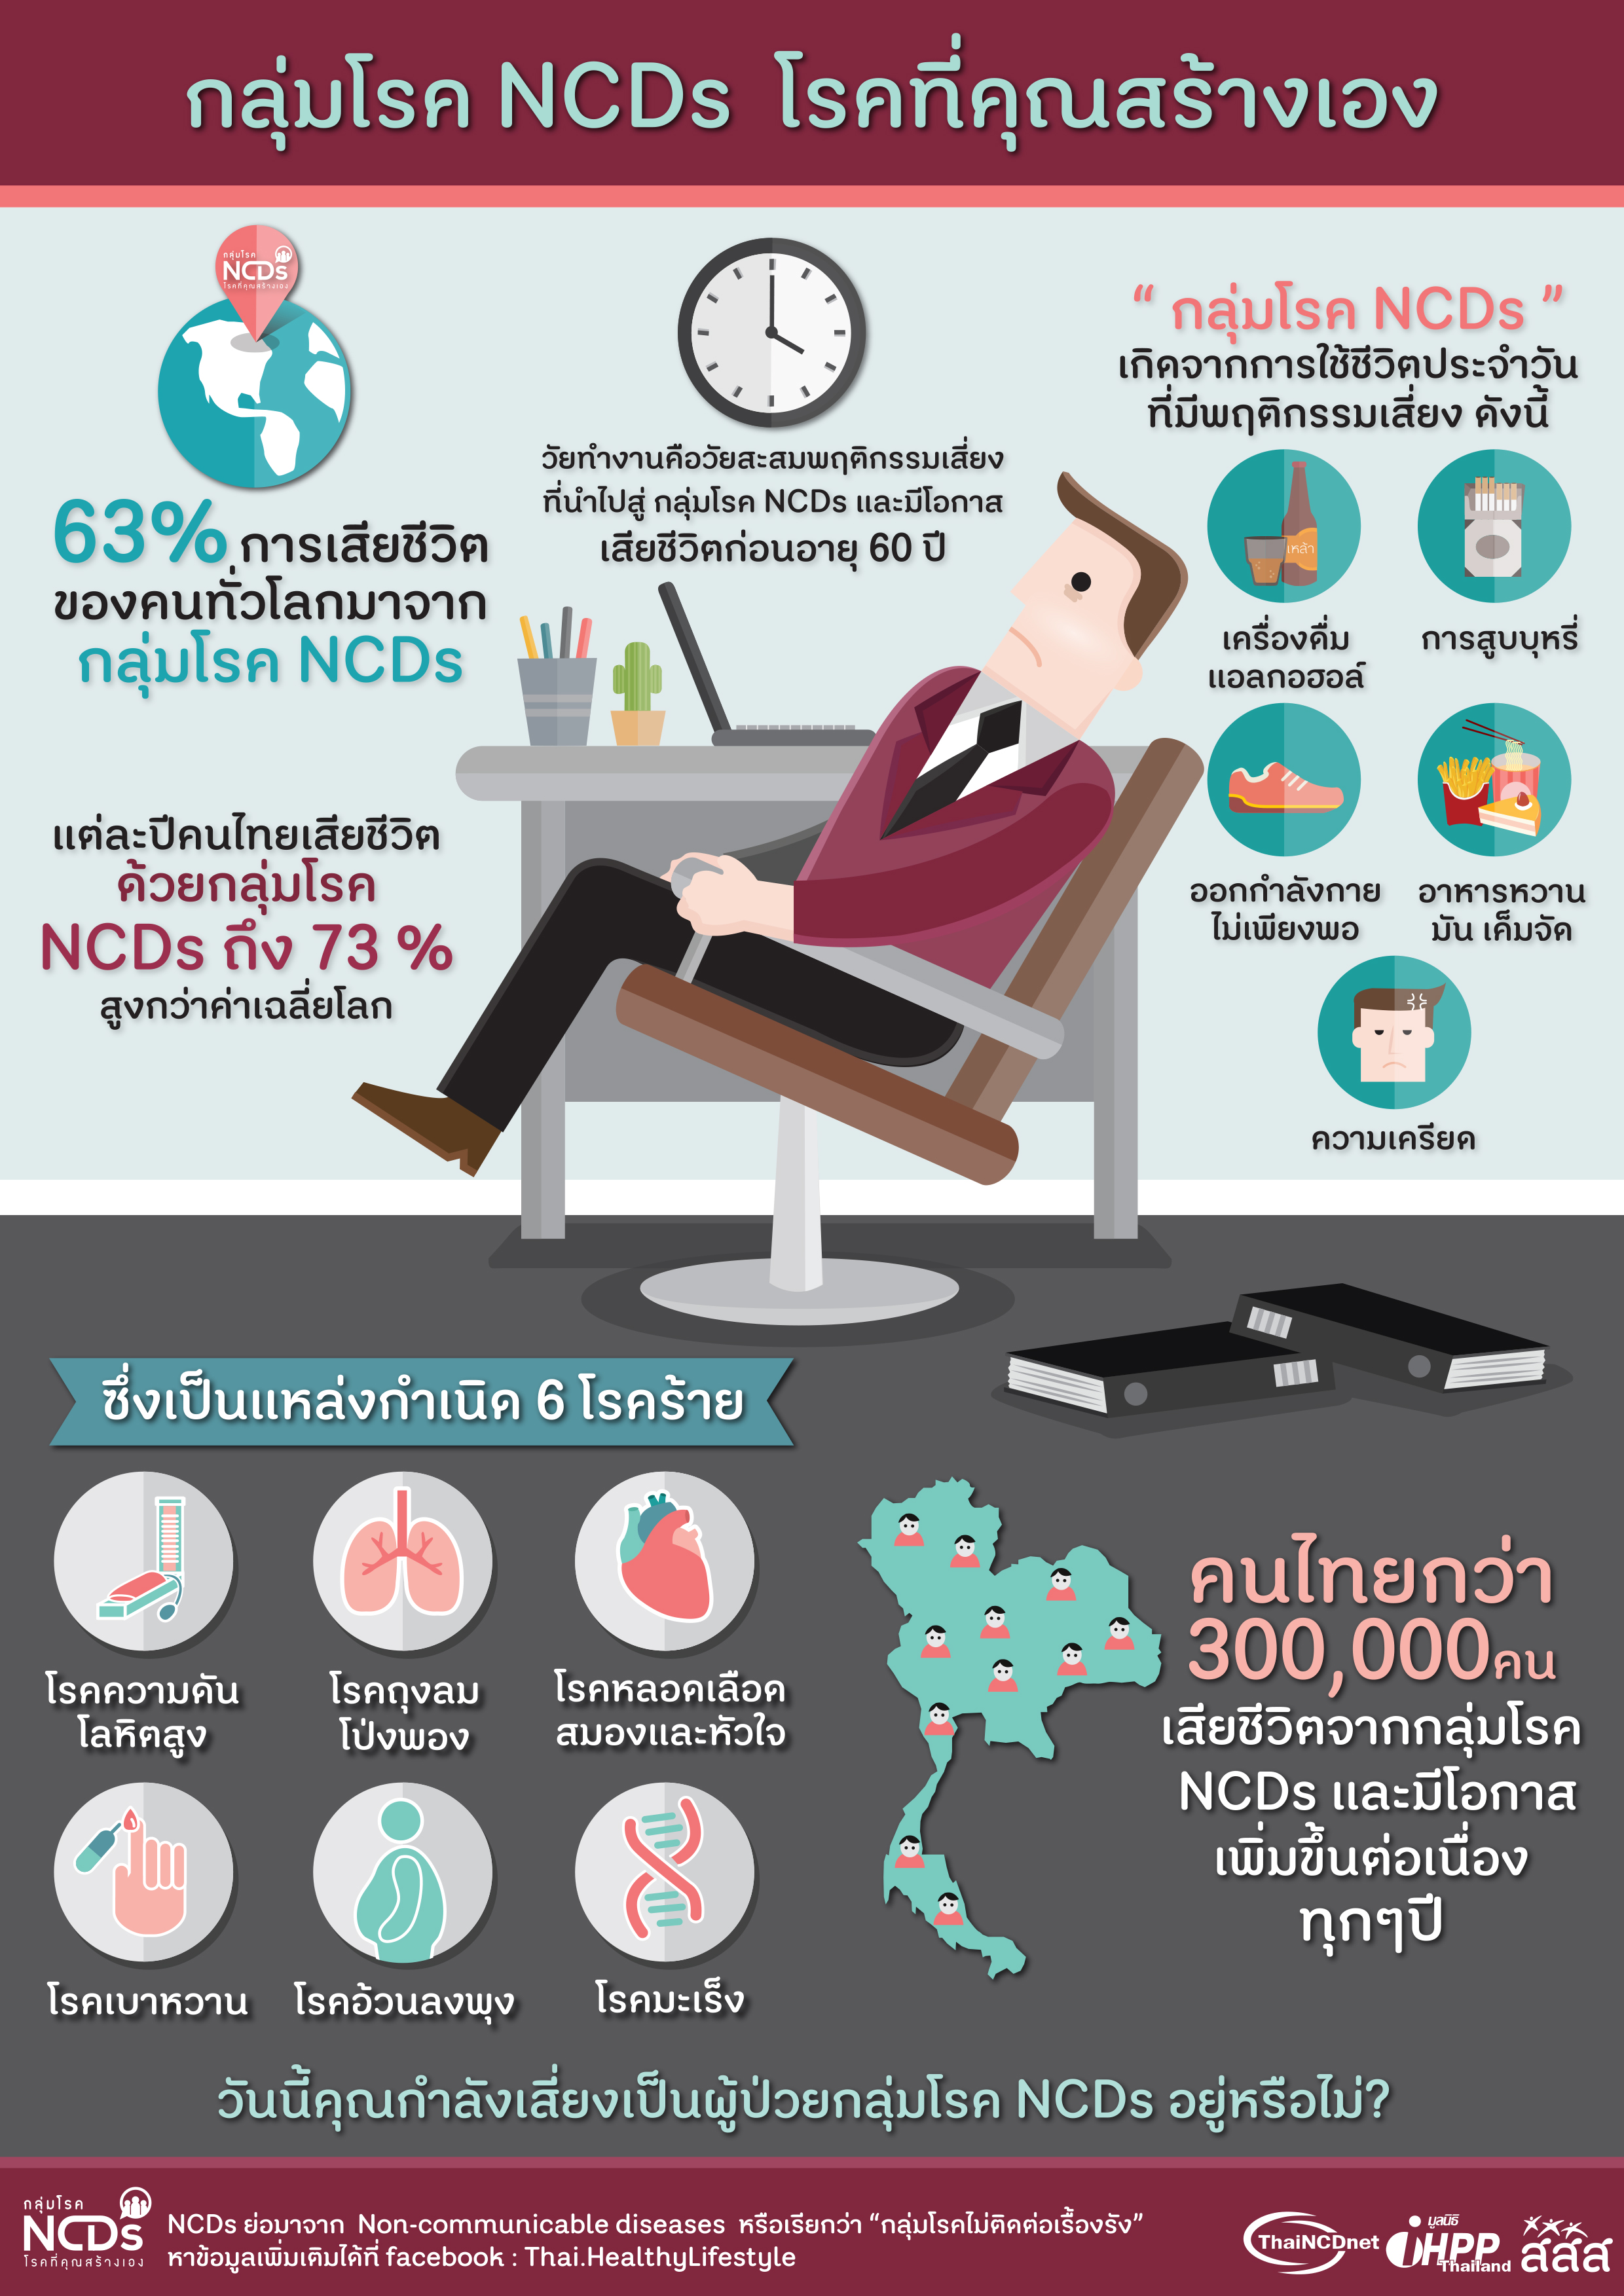 กลุ่มโรค NCDs โรคที่คุณสร้างเอง
กลุ่มโรค
NCDs
โรคที่คุณสร้างเอง
63% การเสียชีวิต
ของคนทั่วโลกมาจาก
กลุ่มโรค NCDs
วัยทำงานคือวัยสะสมพฤติกรรมเสี่ยง
ที่นำไปสู่ กลุ่มโรค NCDs และมีโอกาส
เสียชีวิตก่อนอายุ 60 ปี
“ กลุ่มโรค NCDs ”
เกิดจากการใช้ชีวิตประจำวัน
ที่มีพฤติกรรมเสี่ยง ดังนี้
เหล้า
เครื่องดื่ม
แอลกอฮอล์
การสูบบุหรี่
ออกกำลังกาย
ไม่เพียงพอ
อาหารหวาน
มัน เค็มจัด
ความเครียด
แต่ละปีคนไทยเสียชีวิต
ด้วยกลุ่มโรค
NCDs ถึง 73 %
สูงกว่าค่าเฉลี่ยโลก
ซึ่งเป็นแหล่งกำเนิด 6 โรคร้าย
โรคความดัน
โลหิตสูง
โรคถุงลม
โป่งพอง
โรคหลอดเลือด
สมองและหัวใจ
โรคเบาหวาน
โรคอ้วนลงพุง
โรคมะเร็ง
คนไทยกว่า
300,000คน
เสียชีวิตจากกลุ่มโรค
NCDs และมีโอกาส
เพิ่มขึ้นต่อเนื่อง
ทุกๆปี
วันนี้คุณกำลังเสี่ยงเป็นผู้ป่วยกลุ่มโรค NCDs อยู่หรือไม่?
กลุ่มโรค
NCDs
โรคที่คุณสร้างเอง
NCDs ย่อมาจาก Non-communicable diseases หรือเรียกว่า “กลุ่มโรคไม่ติดต่อเรื้อรัง”
หาข้อมูลเพิ่มเติมได้ที่ facebook : Thai.HealthyLifestyle
ThaiNCDnet
มูลนิธิ
iHPP
Thailand
สสส